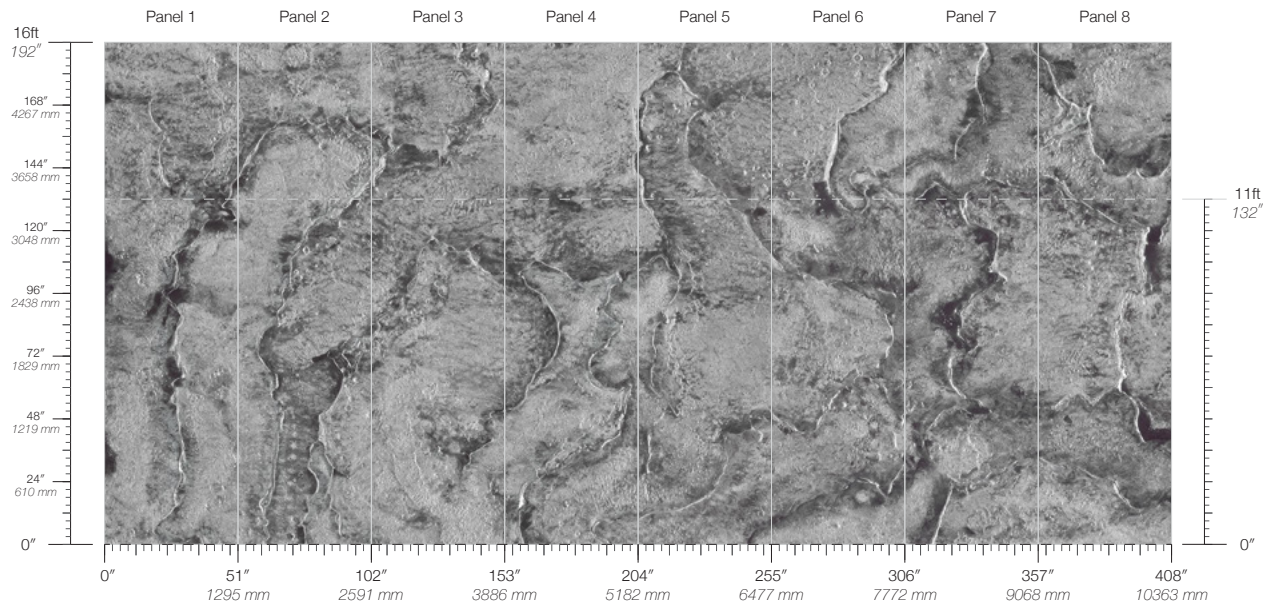 Panel 1 Panel 2 Panel 3 Panel 4 Panel 5 Panel 6 Panel 7 Panel 8
16ft
192″
168″
4267 mm
144″
3658 mm
11ft
132″
120″
3048 mm
96″
2438 mm
72″
1829 mm
48″
1219 mm
24″
610 mm
0″ 0″
0″ 51″ 102″ 153″ 204″ 255″ 306″ 357″ 408″
1295 mm 2591 mm 3886 mm 5182 mm 6477 mm 7772 mm 9068 mm 10363 mm